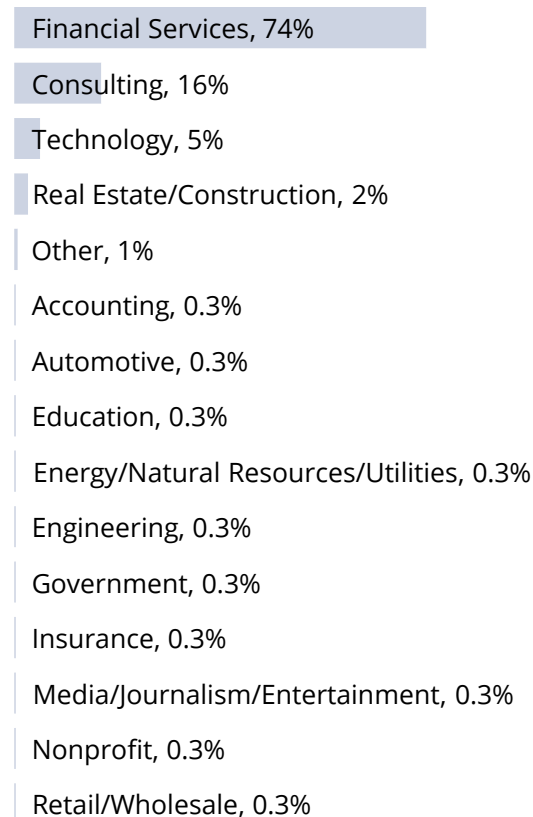 Financial Services, 74%
Consulting, 16%
Technology, 5%
Real Estate/Construction, 2%
Other, 1%
Accounting, 0.3%
Automotive, 0.3%
Education, 0.3%
Energy/Natural Resources/Utilities, 0.3%
Engineering, 0.3%
Government, 0.3%
Insurance, 0.3%
Media/Journalism/Entertainment, 0.3%
Nonprofit, 0.3%
Retail/Wholesale, 0.3%